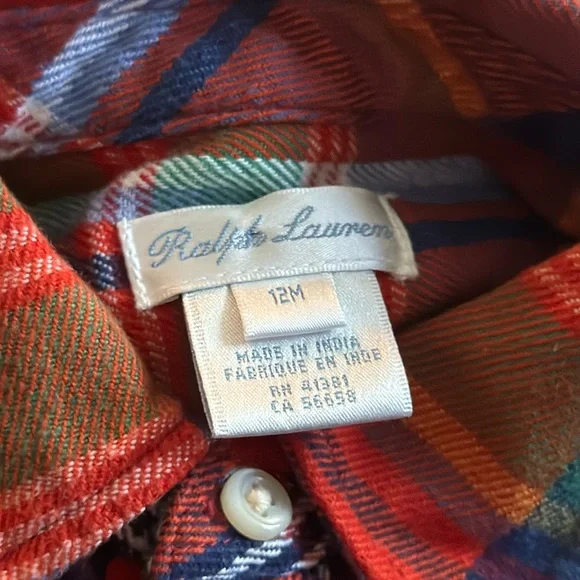 Ralph Lauren
12M
MADE IN INDIA
FABRIQUE EN INDE
RN 41381
CA 56658